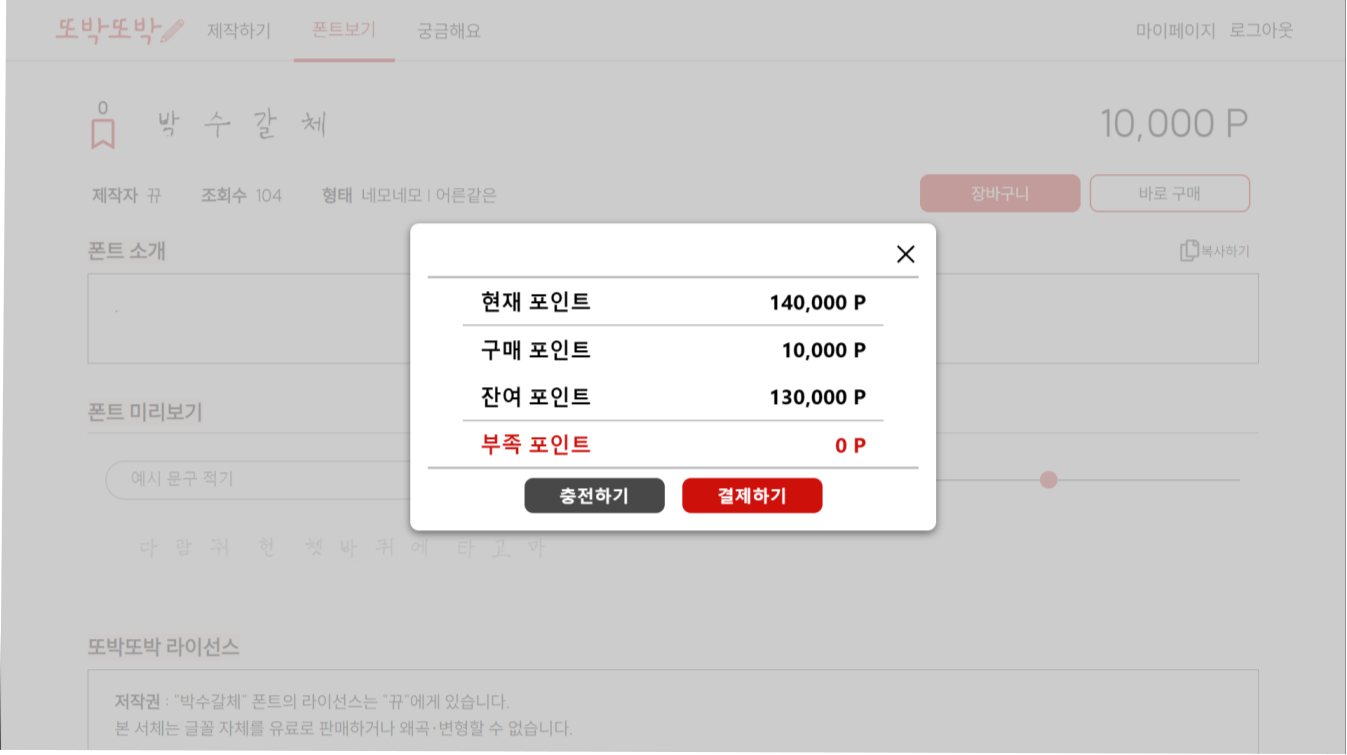 또박또박 제작하기 폰트보기 궁금해요 마이페이지 로그아웃
0
박수갈체 10,000 P
제작자 뀨 조회수 104 형태 네모네모 | 어른같은 장바구니 바로 구매
폰트 소개 복사하기
.
현재 포인트 140,000 P
구매 포인트 10,000 P
잔여 포인트 130,000 P
부족 포인트 0 P
충전하기 결제하기
폰트 미리보기
예시 문구 적기
다람쥐 헌 쳇바퀴에 타고파
또박또박 라이선스
저작권 : "박수갈체" 폰트의 라이선스는 "뀨"에게 있습니다.
본 서체는 글꼴 자체를 유료로 판매하거나 왜곡·변형할 수 없습니다.